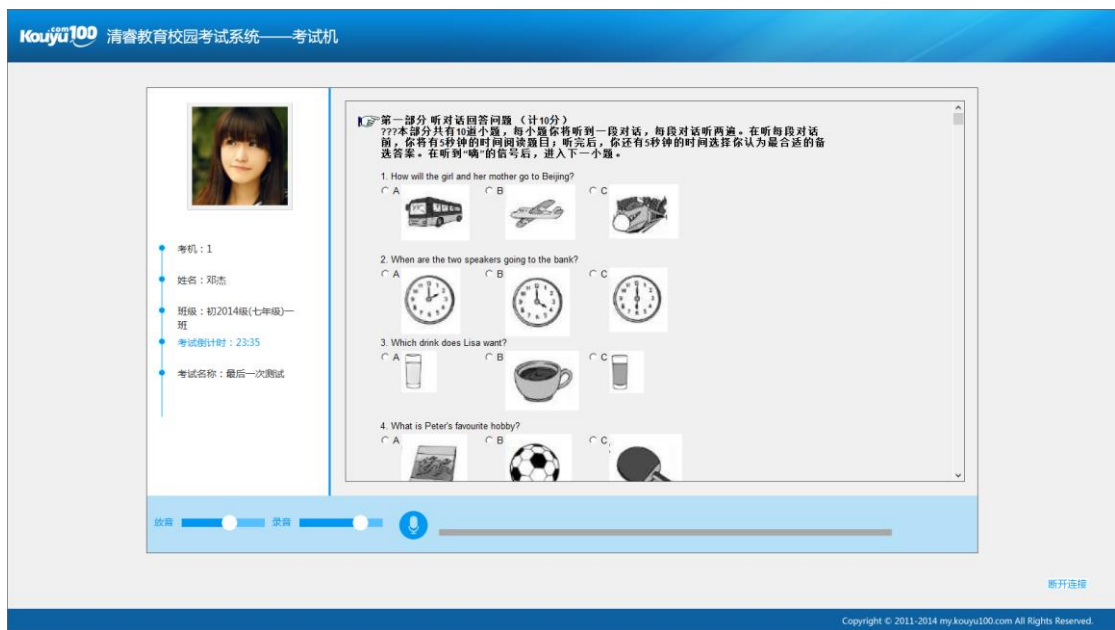 Kouyu100.com 清睿教育校园考试系统——考试机
考机：1
姓名：邓杰
班级：初2014级(七年级)一
班
考试倒计时：23:35
考试名称：最后一次测试
第一部分 听对话回答问题（计10分）
???本部分共有10道小题，每小题你将听到一段对话，每段对话听两遍。在听每段对话
前，你将有5秒钟的时间阅读题目；听完后，你还有5秒钟的时间选择你认为最合适的备
选答案。在听到“嘀”的信号后，进入下一小题。
1. How will the girl and her mother go to Beijing?
A B C
2. When are the two speakers going to the bank?
A B C
3. Which drink does Lisa want?
A B C
4. What is Peter's favourite hobby?
A B C
放音 录音
断开连接
Copyright © 2011-2014 my.kouyu100.com All Rights Reserved.